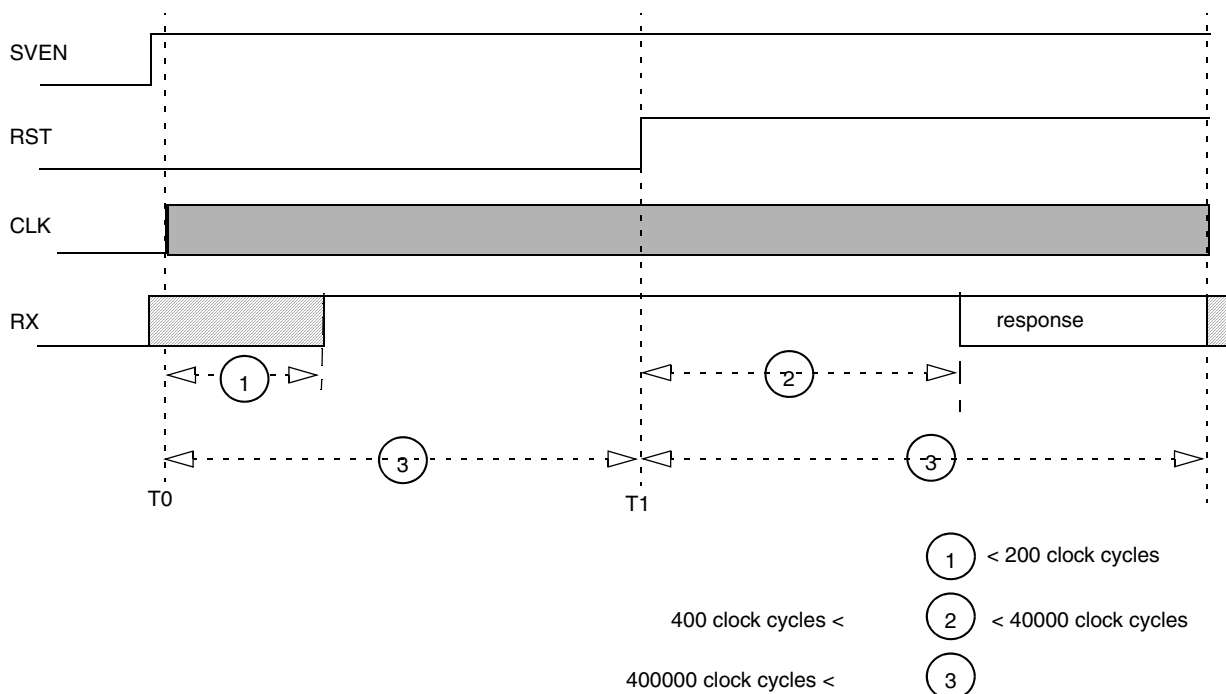 SVEN
RST
CLK
RX
response
1
2
3
3
T0
T1
1 < 200 clock cycles
400 clock cycles < 2 < 40000 clock cycles
400000 clock cycles < 3